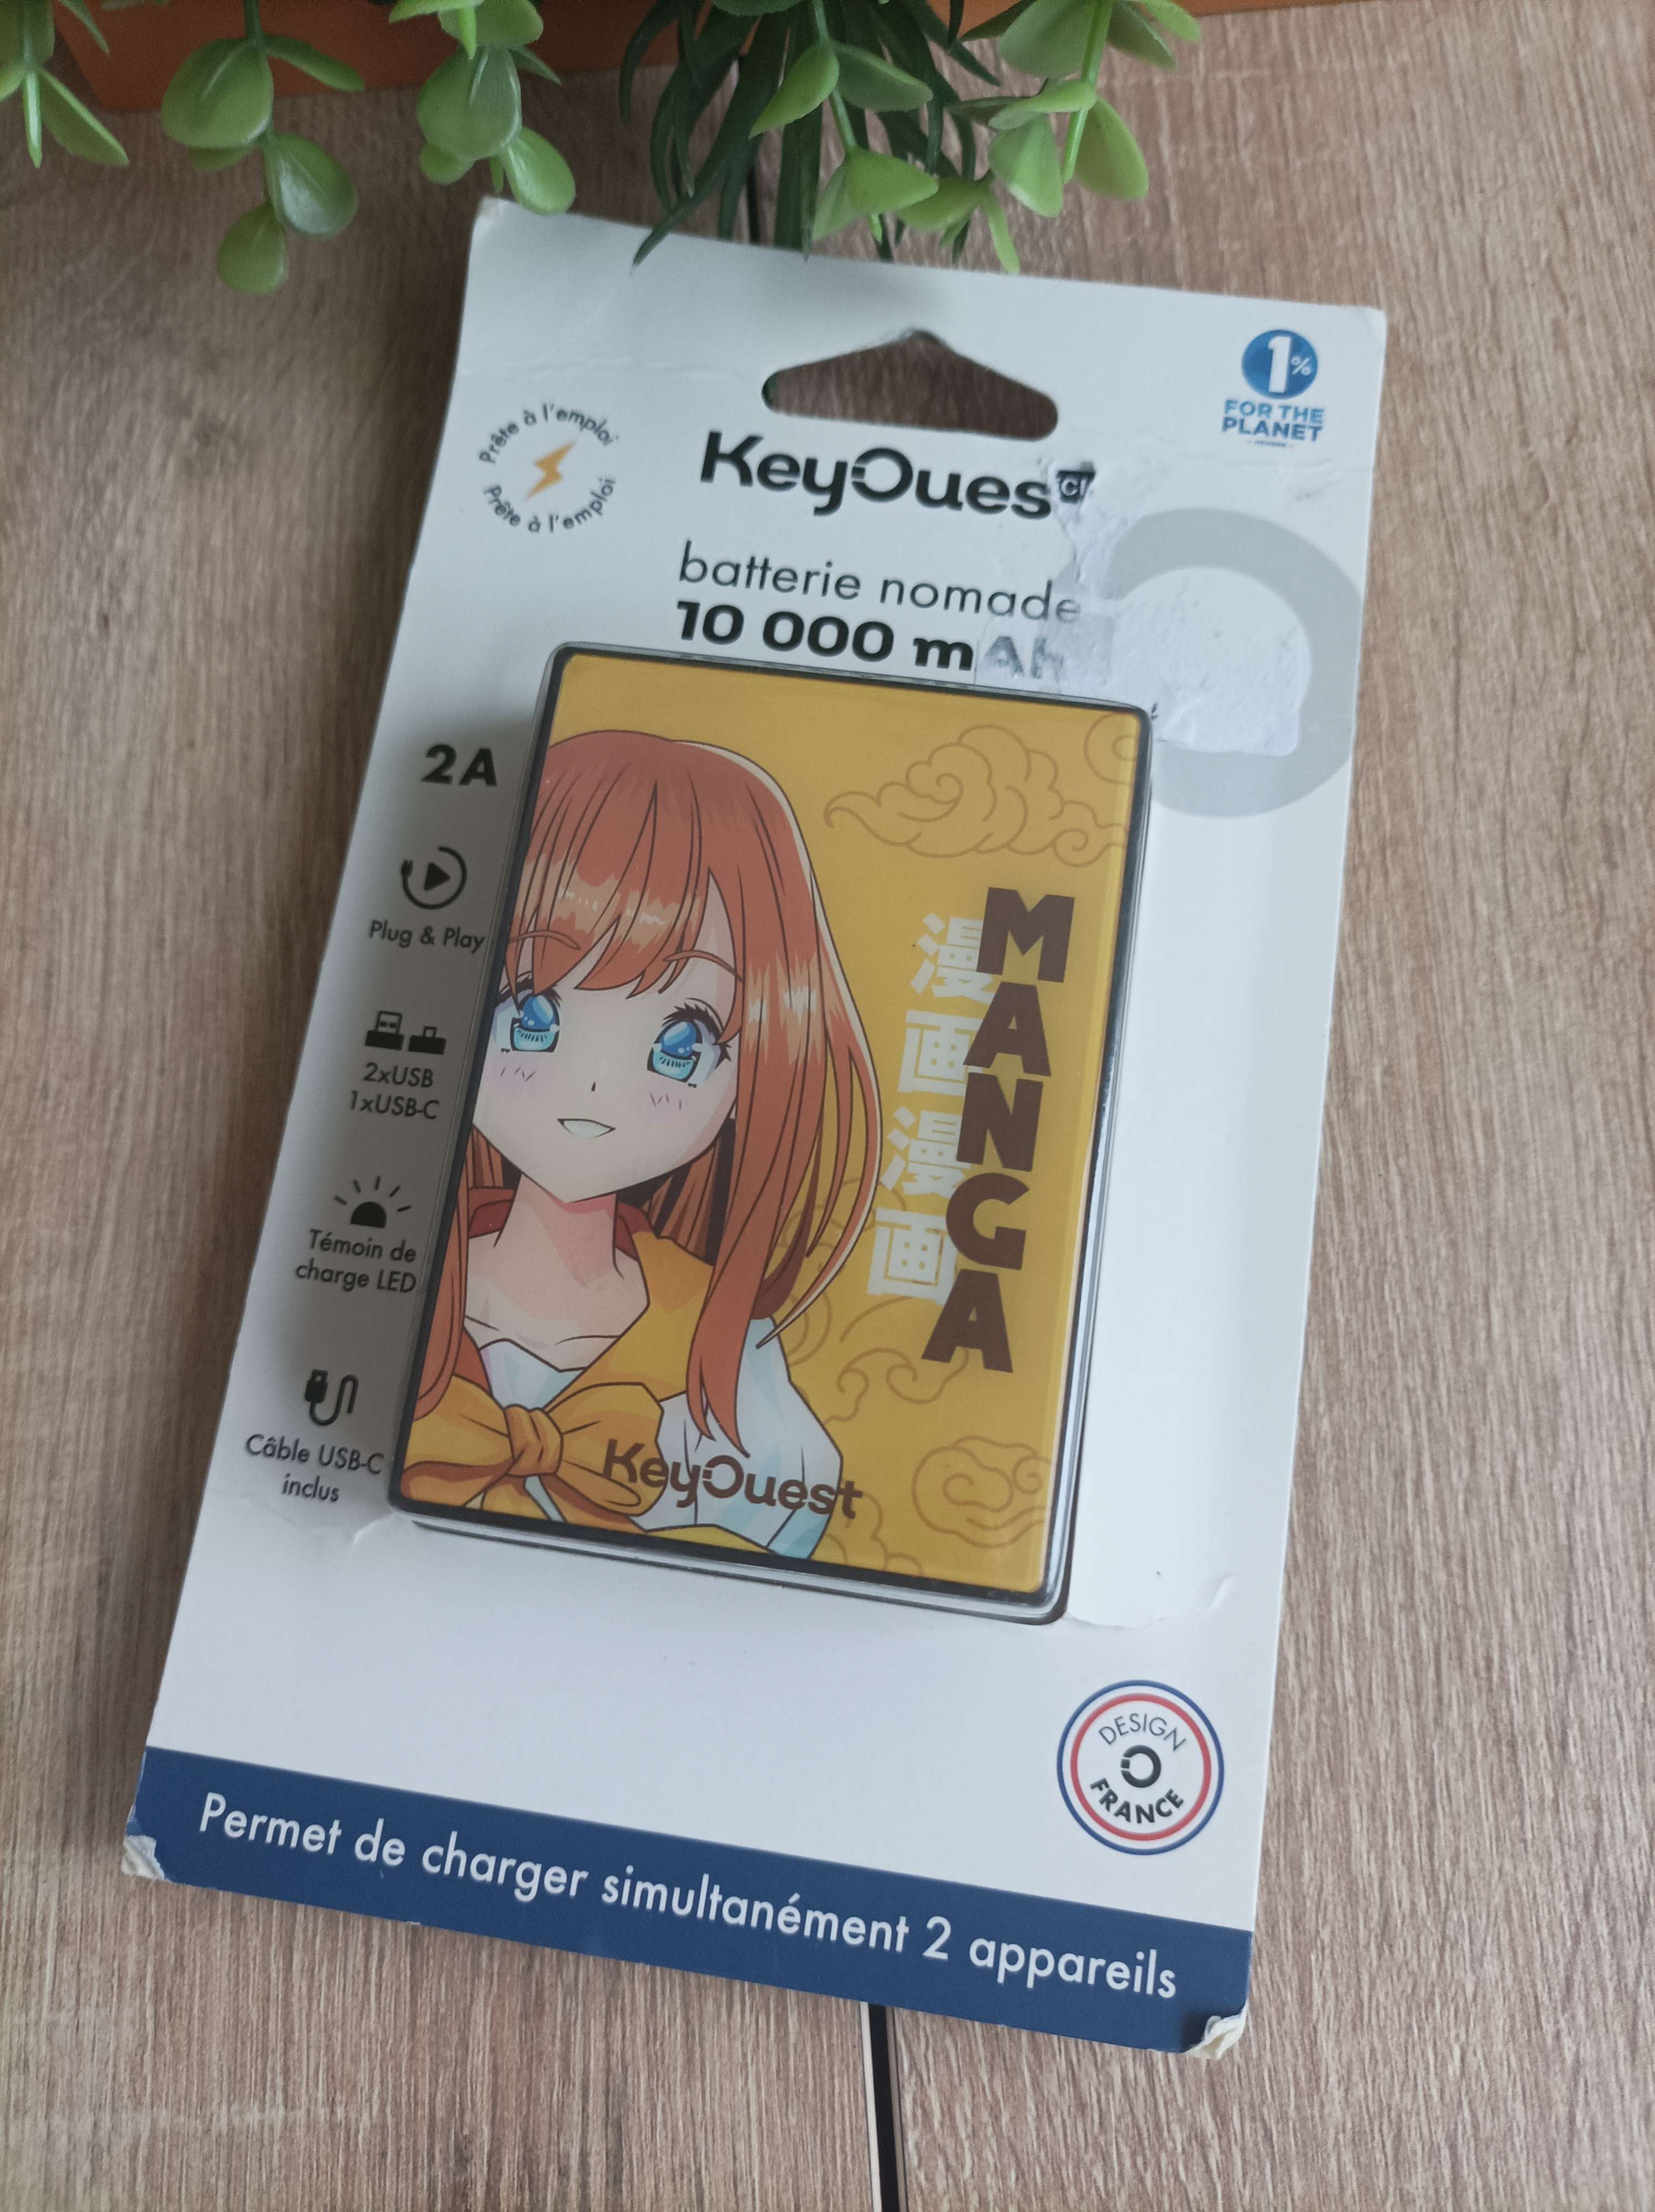 1%
FOR THE
PLANET
Prête à l'emploi
Prête à l'emploi
KeyOues
batterie nomade
10 000 mAh
2A
Plug & Play
2xUSB
1xUSB-C
Témoin de
charge LED
Câble USB-C
inclus
漫画漫画
MANGA
KeyOuest
DESIGN
FRANCE
Permet de charger simultanément 2 appareils